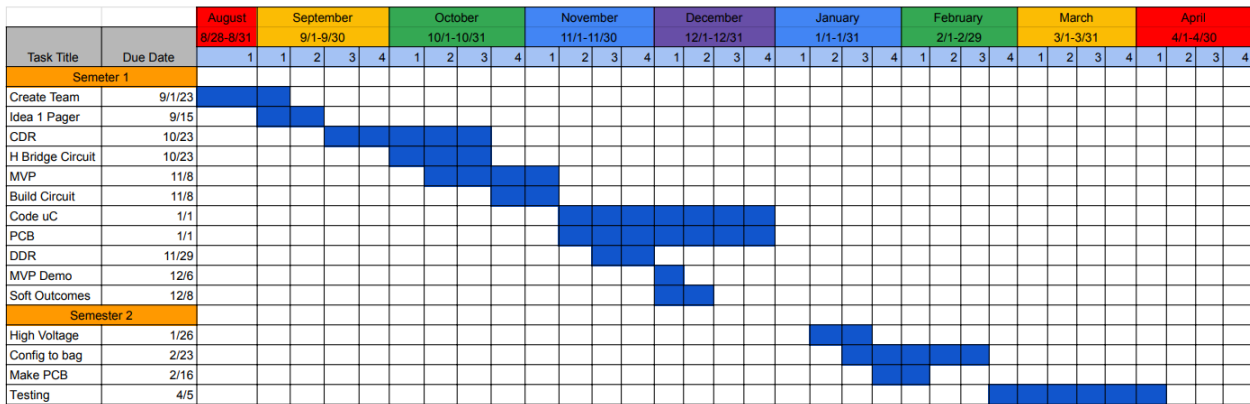 August September October November December January February March April
8/28-8/31 9/1-9/30 10/1-10/31 11/1-11/30 12/1-12/31 1/1-1/31 2/1-2/29 3/1-3/31 4/1-4/30
Task Title Due Date 1 1 2 3 4 1 2 3 4 1 2 3 4 1 2 3 4 1 2 3 4 1 2 3 4 1 2 3 4 1 2 3 4
Semeter 1
Create Team 9/1/23
Idea 1 Pager 9/15
CDR 10/23
H Bridge Circuit 10/23
MVP 11/8
Build Circuit 11/8
Code uC 1/1
PCB 1/1
DDR 11/29
MVP Demo 12/6
Soft Outcomes 12/8
Semester 2
High Voltage 1/26
Config to bag 2/23
Make PCB 2/16
Testing 4/5